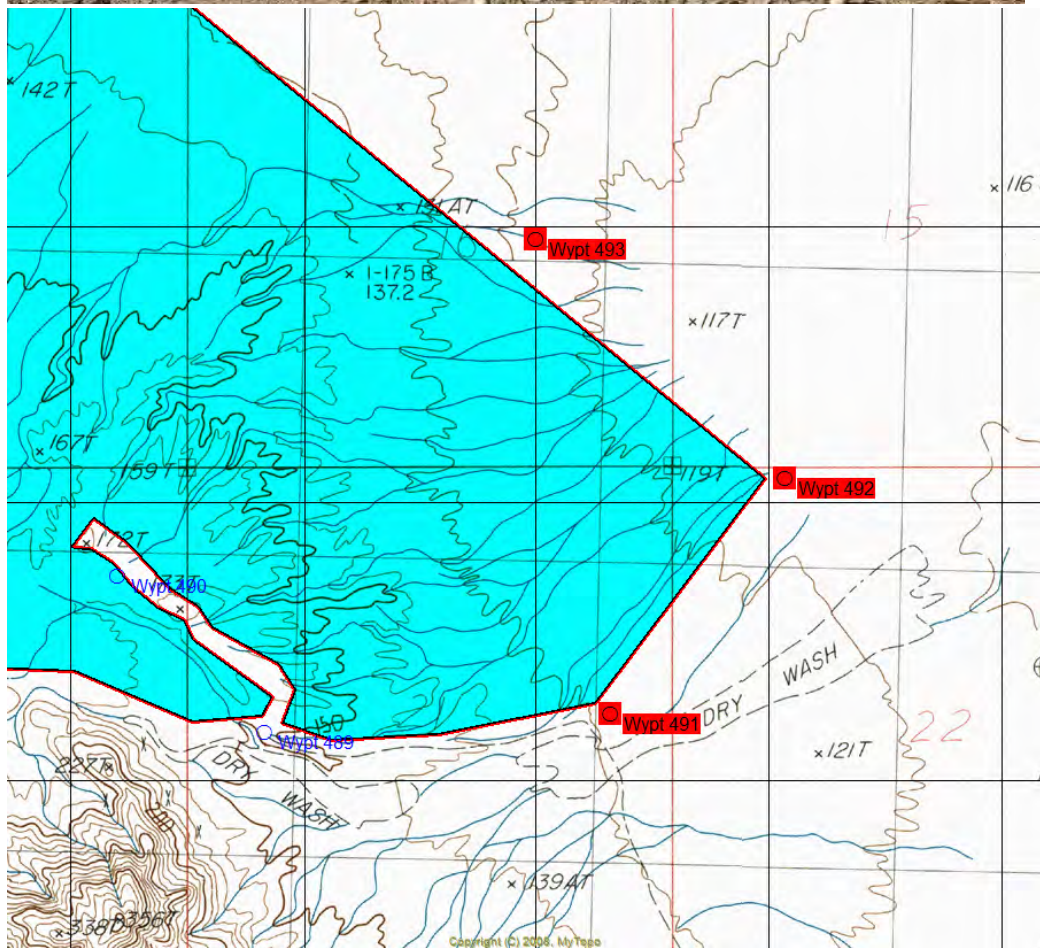 142T
116
141AT
15
Wypt 493
1-175 B
137.2
117T
167T
159T
119T
Wypt 492
172T
Wypt 490
WASH
DRY
Wypt 491
150
Wypt 489
22
121T
227T
DRY
WASH
139AT
338T
356T
Copyright (C) 2008, MyTopo